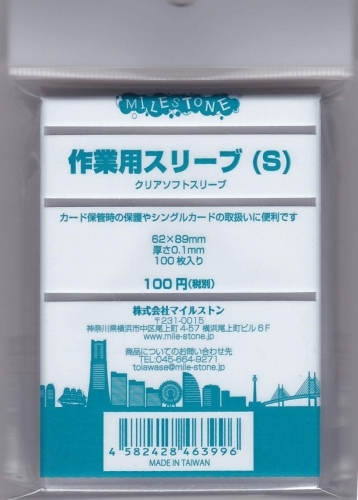 MILESTONE
作業用スリーブ (S)
クリアソフトスリーブ
カード保管時の保護やシングルカードの取扱いに便利です
62×89mm
厚さ0.1mm
100枚入り
100円(税別)
株式会社マイルストン
〒231-0015
神奈川県横浜市中区尾上町 4-57 横浜尾上町ビル6F
www.mile-stone.jp
商品についてのお問い合わせ先
TEL:045-664-9271
toiawase@mile-stone.jp
4 582428 463996
MADE IN TAIWAN